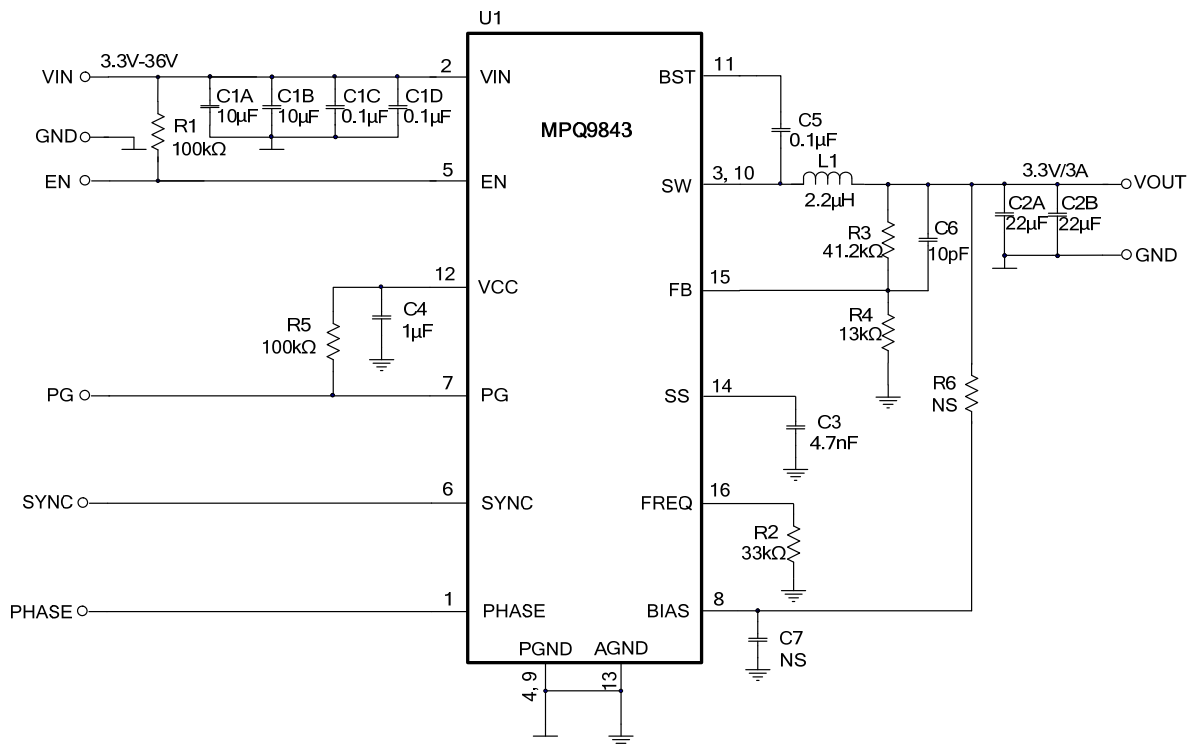 U1
MPQ9843
3.3V-36V
VIN
2
VIN
C1A
10µF
C1B
10µF
C1C
0.1µF
C1D
0.1µF
GND
R1
100kΩ
EN
5
EN
12
VCC
C4
1µF
R5
100kΩ
PG
7
PG
SYNC
6
SYNC
PHASE
1
PHASE
PGND
AGND
4, 9
13
BST
11
C5
0.1µF
SW
3, 10
L1
2.2µH
3.3V/3A
VOUT
C2A
22µF
C2B
22µF
GND
R3
41.2kΩ
C6
10pF
FB
15
R4
13kΩ
R6
NS
SS
14
C3
4.7nF
FREQ
16
R2
33kΩ
BIAS
8
C7
NS